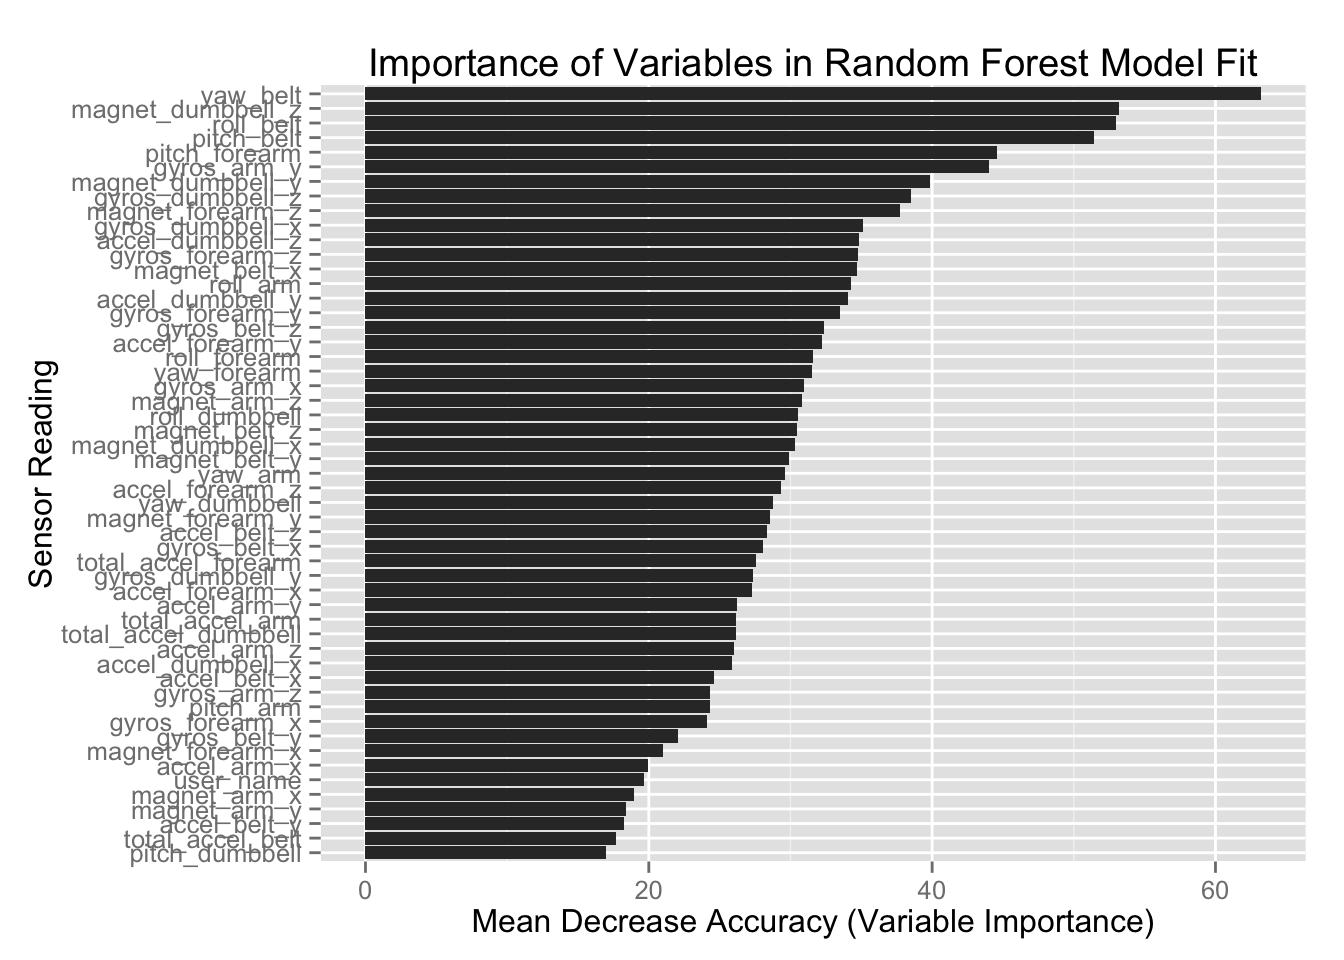 Importance of Variables in Random Forest Model Fit
yaw_belt
magnet_dumbbell_z
roll_belt
pitch_belt
pitch_forearm
gyros_arm_y
magnet_dumbbell_y
gyros_dumbbell_z
magnet_forearm_z
gyros_dumbbell_x
accel_dumbbell_z
gyros_forearm_z
magnet_belt_x
roll_arm
accel_dumbbell_y
gyros_forearm_y
gyros_belt_z
accel_forearm_y
roll_forearm
yaw_forearm
gyros_arm_x
magnet_arm_z
roll_dumbbell
magnet_belt_z
magnet_dumbbell_x
magnet_belt_y
yaw_arm
accel_forearm_z
yaw_dumbbell
magnet_forearm_y
accel_belt_z
gyros_belt_x
total_accel_forearm
gyros_dumbbell_y
accel_forearm_x
accel_arm_y
total_accel_arm
total_accel_dumbbell
accel_arm_z
accel_dumbbell_x
accel_belt_x
gyros_arm_z
pitch_arm
gyros_forearm_x
gyros_belt_y
magnet_forearm_x
accel_arm_x
user_name
magnet_arm_x
magnet_arm_y
accel_belt_y
total_accel_belt
pitch_dumbbell
Sensor Reading
0 20 40 60
Mean Decrease Accuracy (Variable Importance)